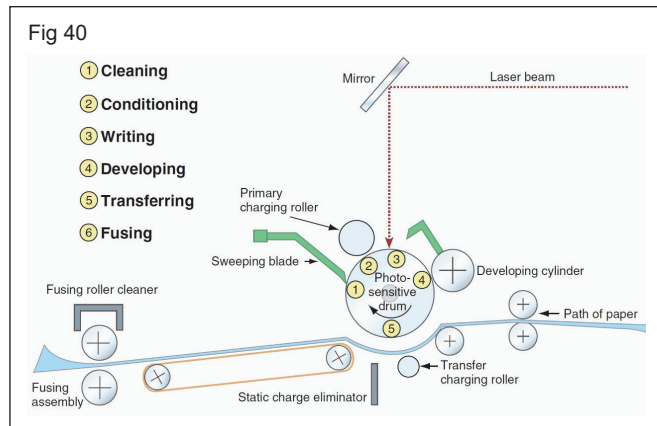 Fig 40
1 Cleaning
2 Conditioning
3 Writing
4 Developing
5 Transferring
6 Fusing
Mirror
Laser beam
Primary
charging roller
Sweeping blade
2
3
1
4
Photo-
sensitive
drum
5
Developing cylinder
Fusing roller cleaner
Path of paper
Fusing
assembly
Static charge eliminator
Transfer
charging roller